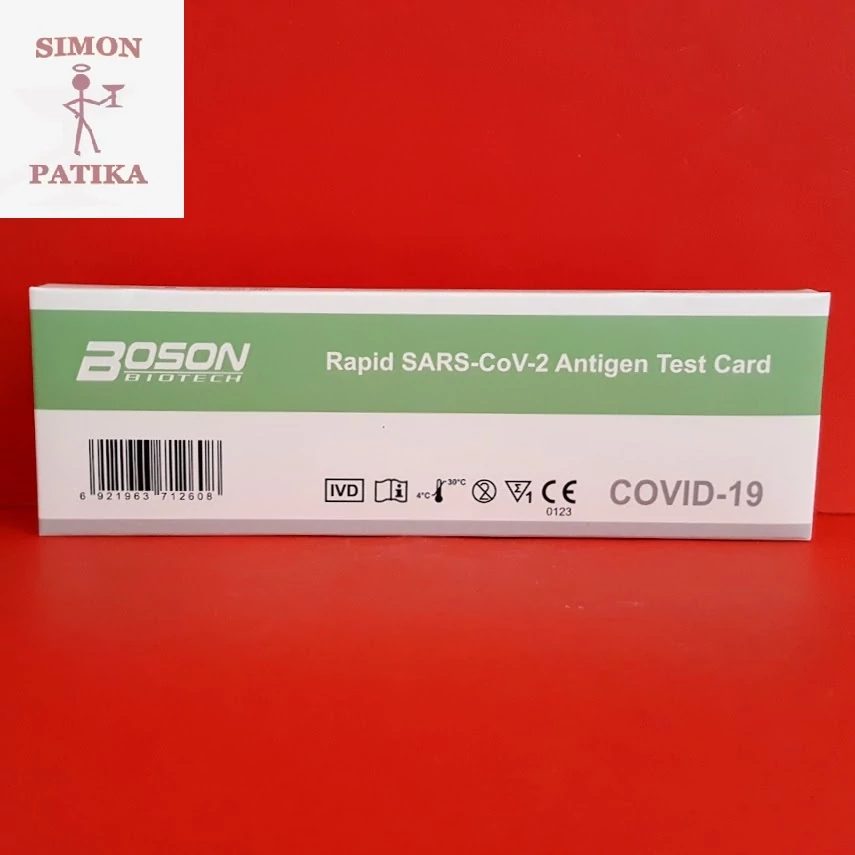 SIMON
PATIKA
BOSON
BIOTECH
Rapid SARS-CoV-2 Antigen Test Card
6 921963 712608
IVD
4°C 30°C
2
Σ 1
CE
0123
COVID-19